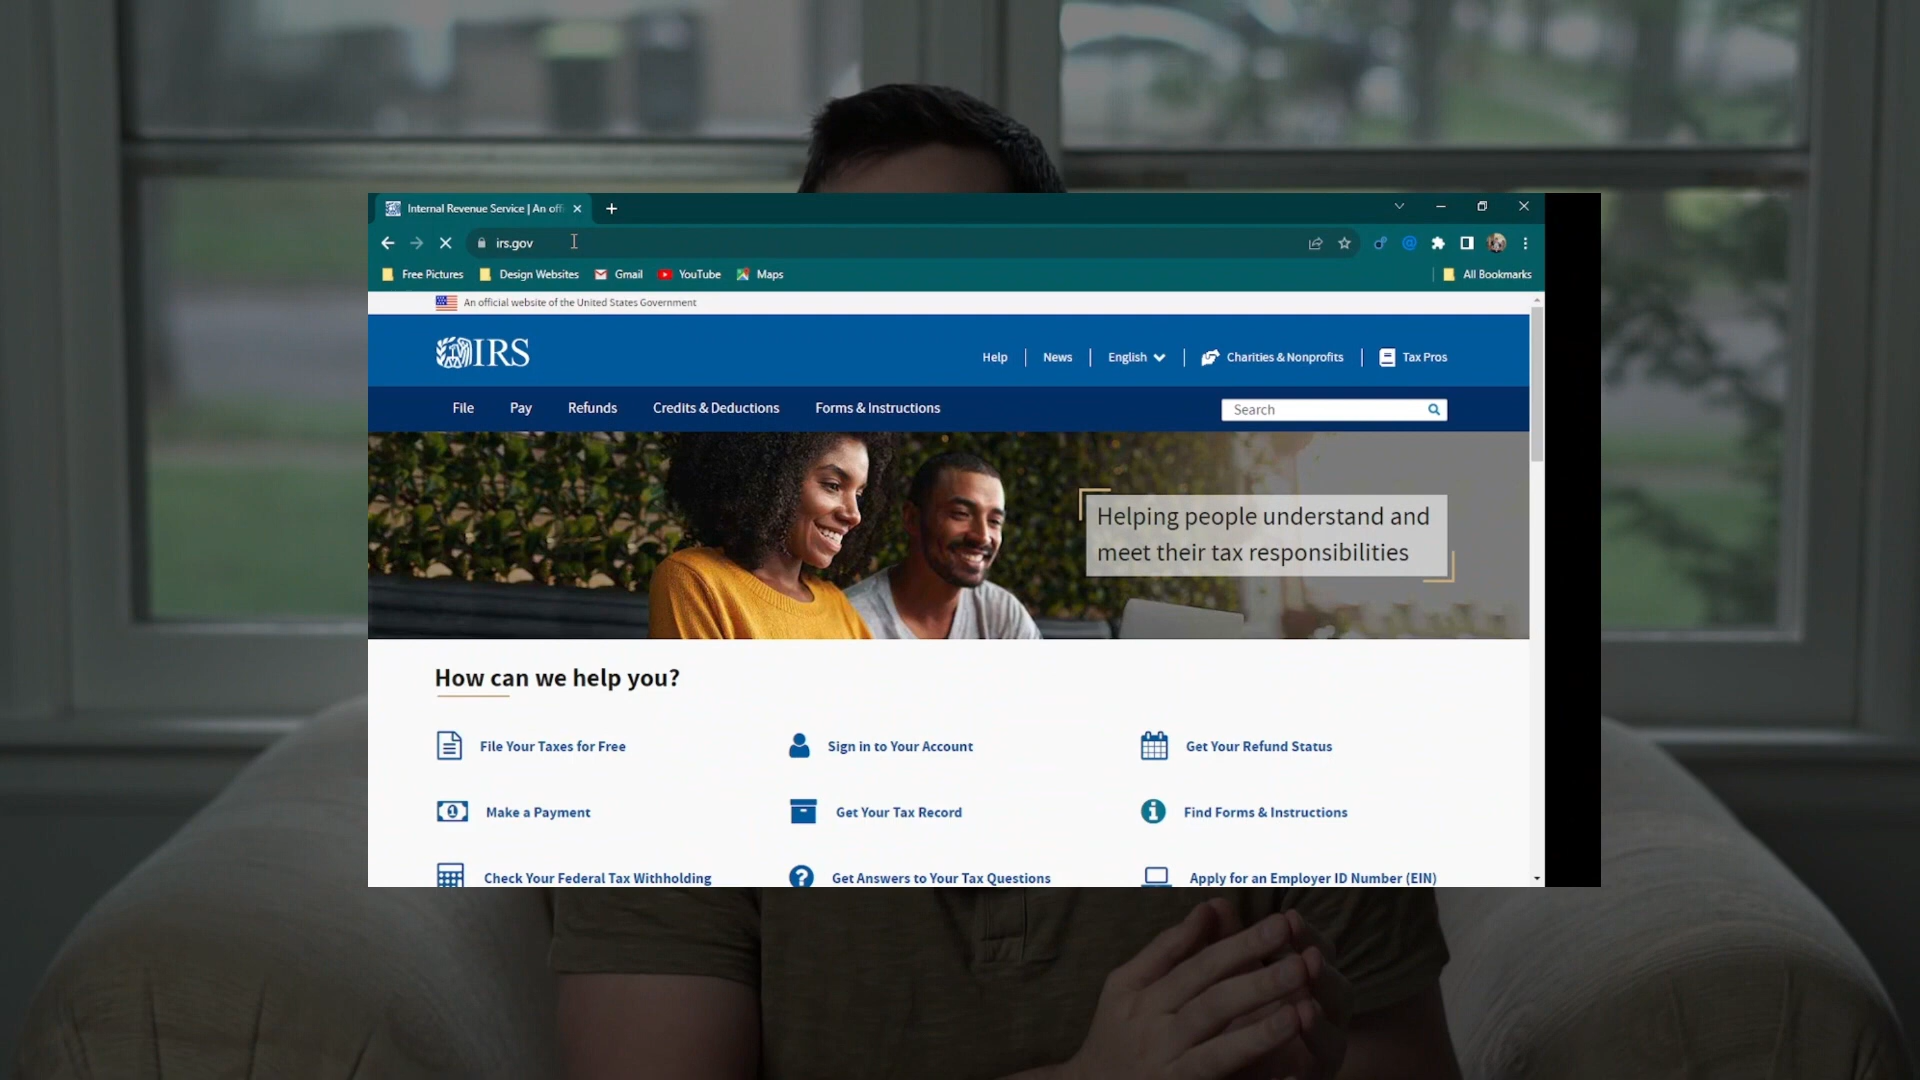 Internal Revenue Service | An off
irs.gov
Free Pictures Design Websites Gmail YouTube Maps All Bookmarks
An official website of the United States Government
IRS Help News English Charities & Nonprofits Tax Pros
File Pay Refunds Credits & Deductions Forms & Instructions Search
Helping people understand and
meet their tax responsibilities
How can we help you?
File Your Taxes for Free Sign in to Your Account Get Your Refund Status
Make a Payment Get Your Tax Record Find Forms & Instructions
Check Your Federal Tax Withholding Get Answers to Your Tax Questions Apply for an Employer ID Number (EIN)